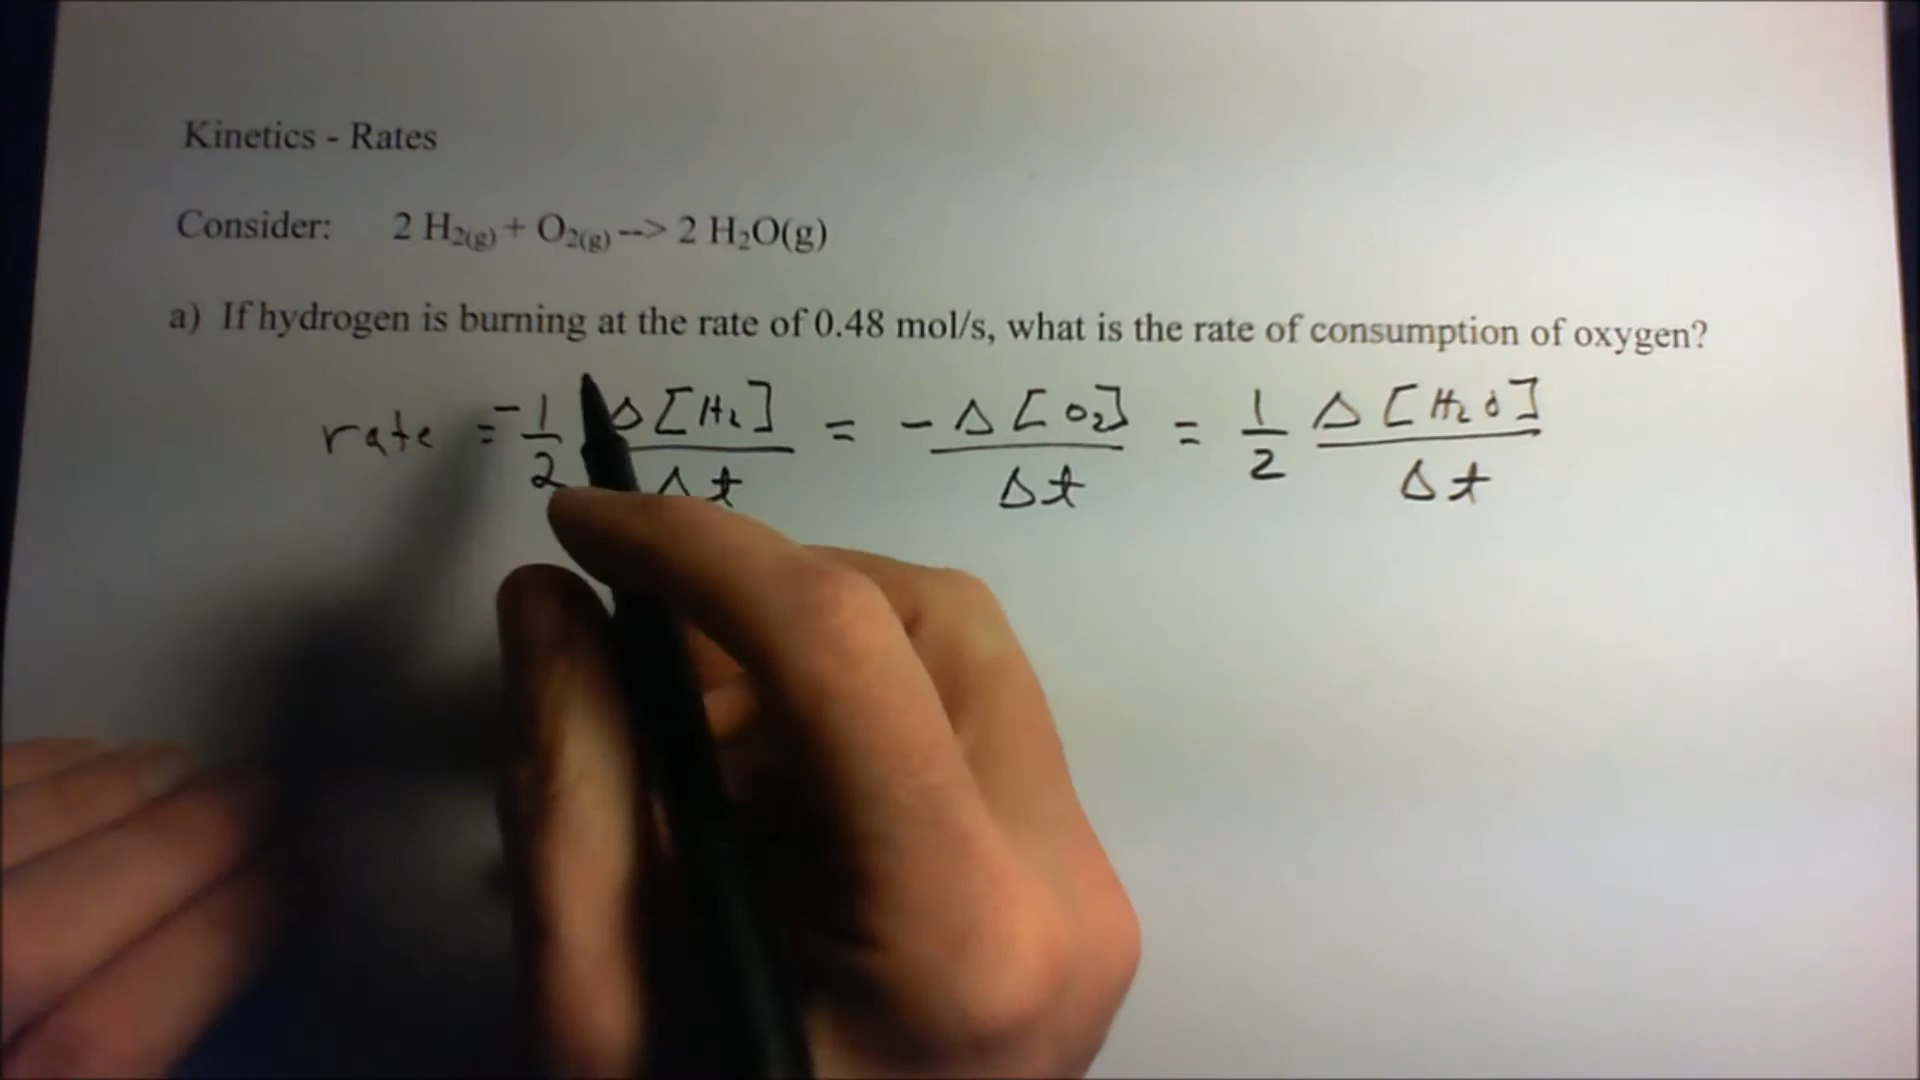 Kinetics - Rates
Consider: 2 H₂(g) + O₂(g) --> 2 H₂O(g)
a) If hydrogen is burning at the rate of 0.48 mol/s, what is the rate of consumption of oxygen?
rate = -1/2 Δ[H₂]/Δt = -Δ[O₂]/Δt = 1/2 Δ[H₂O]/Δt